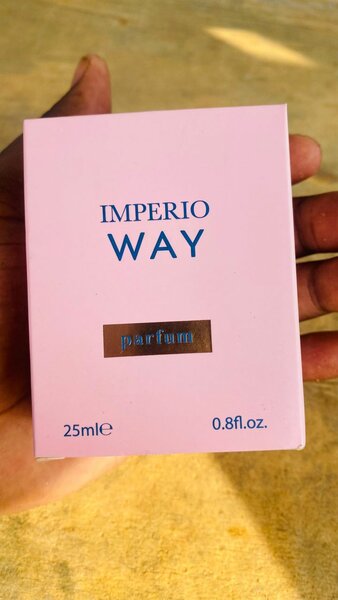 IMPERIO
WAY
parfum
25ml℮ 0.8fl.oz.